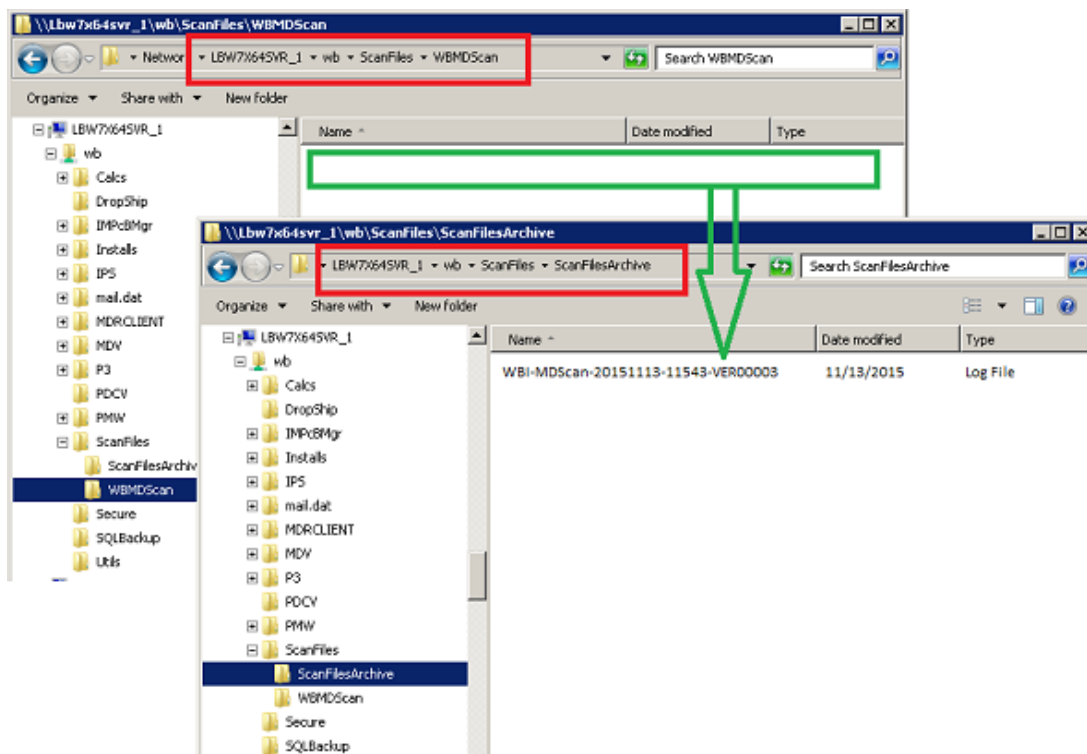 \\Lbw7x64svr_1\wb\ScanFiles\WBMDScan
Networ LBW7X64SVR_1 wb ScanFiles WBMDScan
Search WBMDScan
Organize Share with New folder
LBW7X64SVR_1
wb
Calcs
DropShip
IMPcBMgr
Installs
IPS
mail.dat
MDRCLIENT
MDV
P3
PDCV
PMW
ScanFiles
ScanFilesArchiv
WBMDScan
Secure
SQLBackup
Utils
Name Date modified Type
\\Lbw7x64svr_1\wb\ScanFiles\ScanFilesArchive
LBW7X64SVR_1 wb ScanFiles ScanFilesArchive
Search ScanFilesArchive
Organize Share with New folder
LBW7X64SVR_1
wb
Calcs
DropShip
IMPcBMgr
Installs
IPS
mail.dat
MDRCLIENT
MDV
P3
PDCV
PMW
ScanFiles
ScanFilesArchive
WBMDScan
Secure
SQLBackup
Name Date modified Type
WBI-MDScan-20151113-11543-VER00003 11/13/2015 Log File